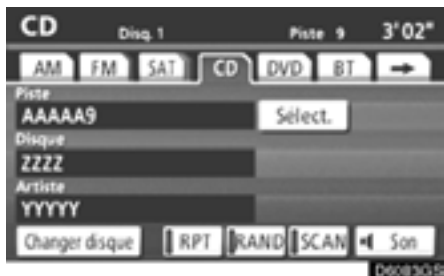 CD Disq. 1 Piste 9 3'02"
AM FM SAT CD DVD BT
Piste
AAAAA9 Sélect.
Disque
ZZZZ
Artiste
YYYYY
Changer disque RPT RAND SCAN Son